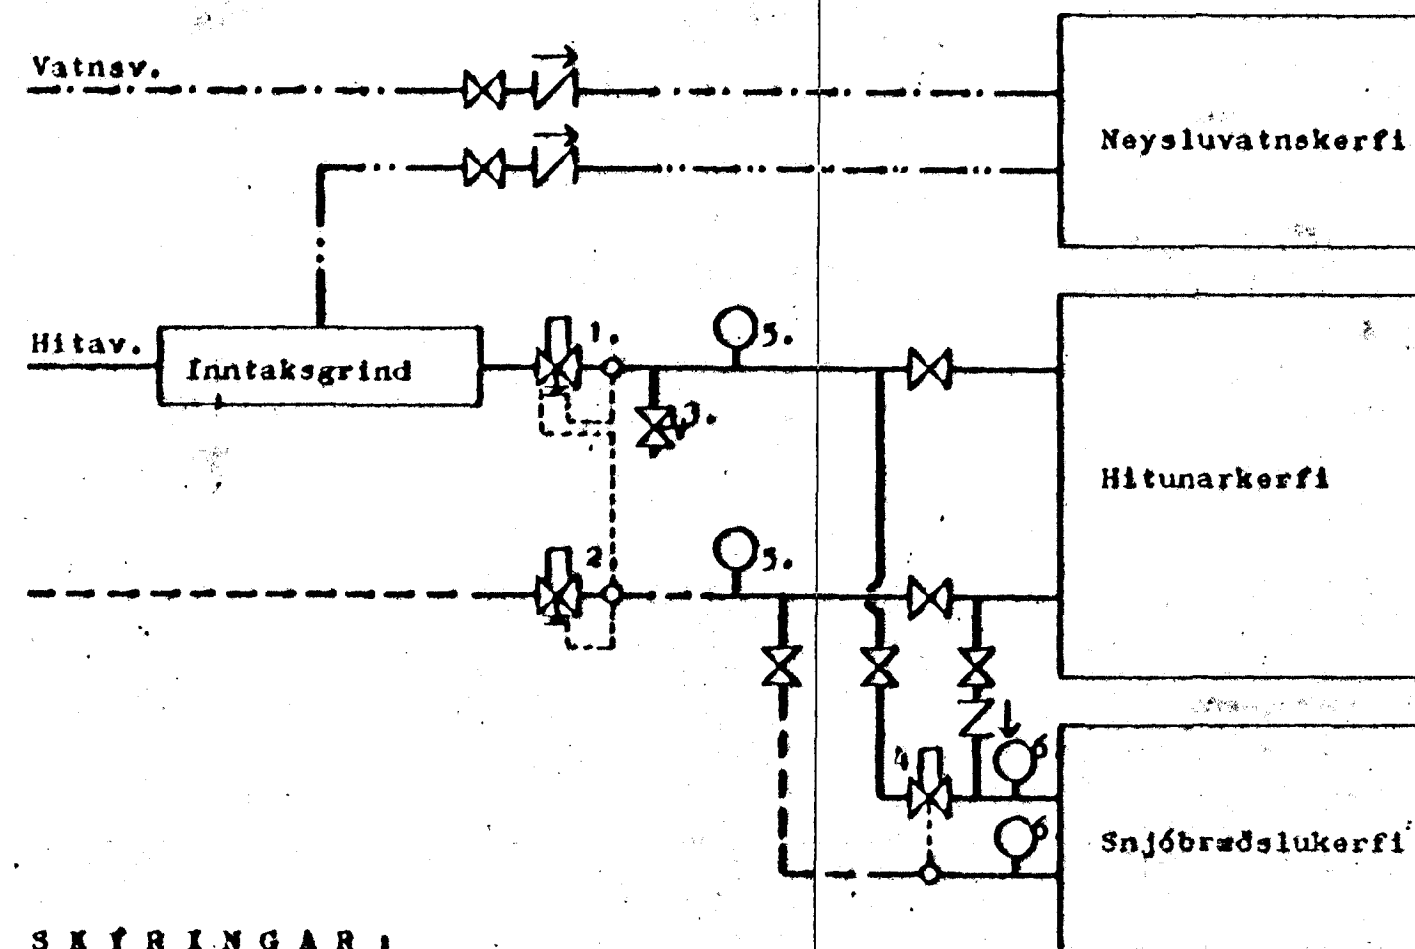 Vatnsv.
Neysluvatnskerfi
Hitav.
Inntaksgrind
1.
5.
3.
Hitunarkerfi
2
5.
4
6
6
Snjóbræðslukerfi
SKÝRINGAR: